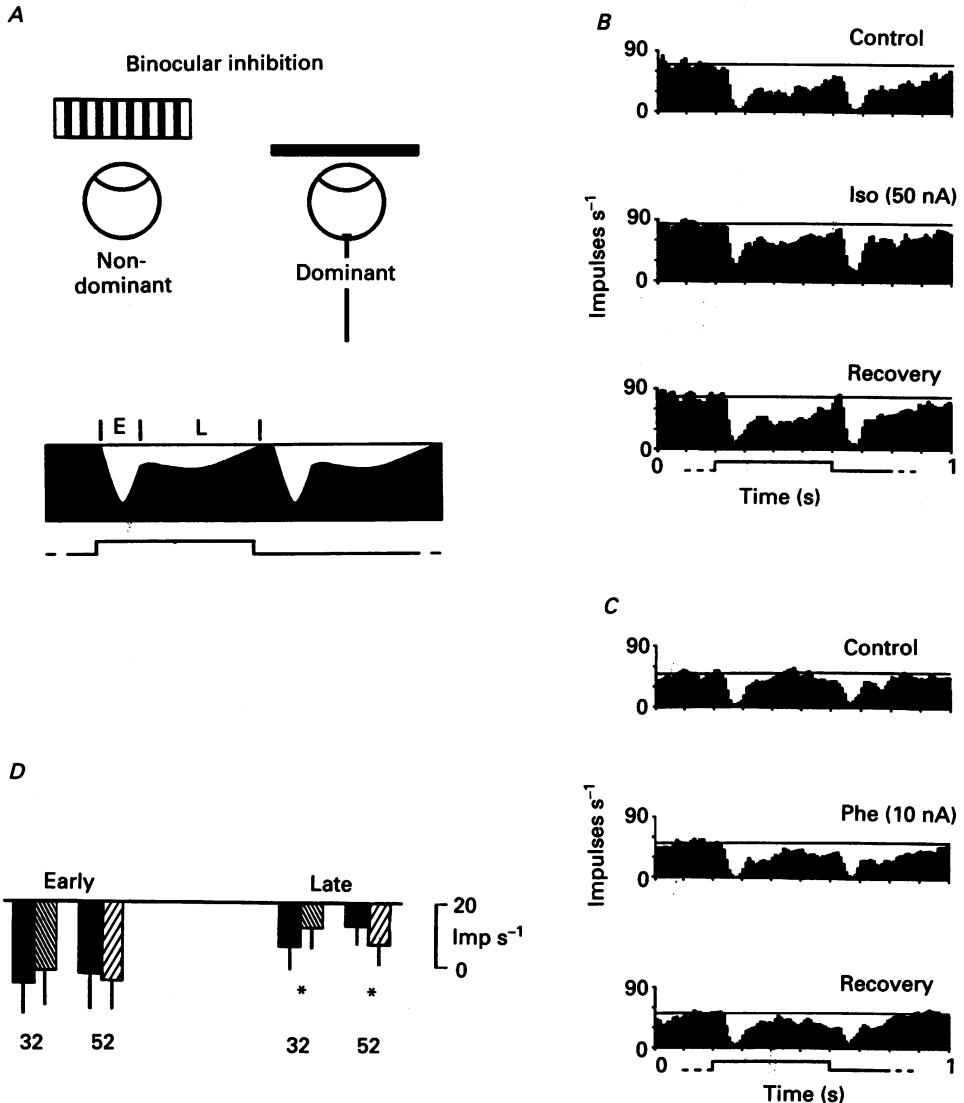 A
Binocular inhibition
Non-
dominant
Dominant
E
L
B
Control
90
0
Iso (50 nA)
90
0
Impulses s⁻¹
Recovery
90
0
0
1
Time (s)
C
Control
90
0
Phe (10 nA)
90
0
Impulses s⁻¹
Recovery
90
0
0
1
Time (s)
D
Early
Late
20
Imp s⁻¹
0
*
*
32
52
32
52